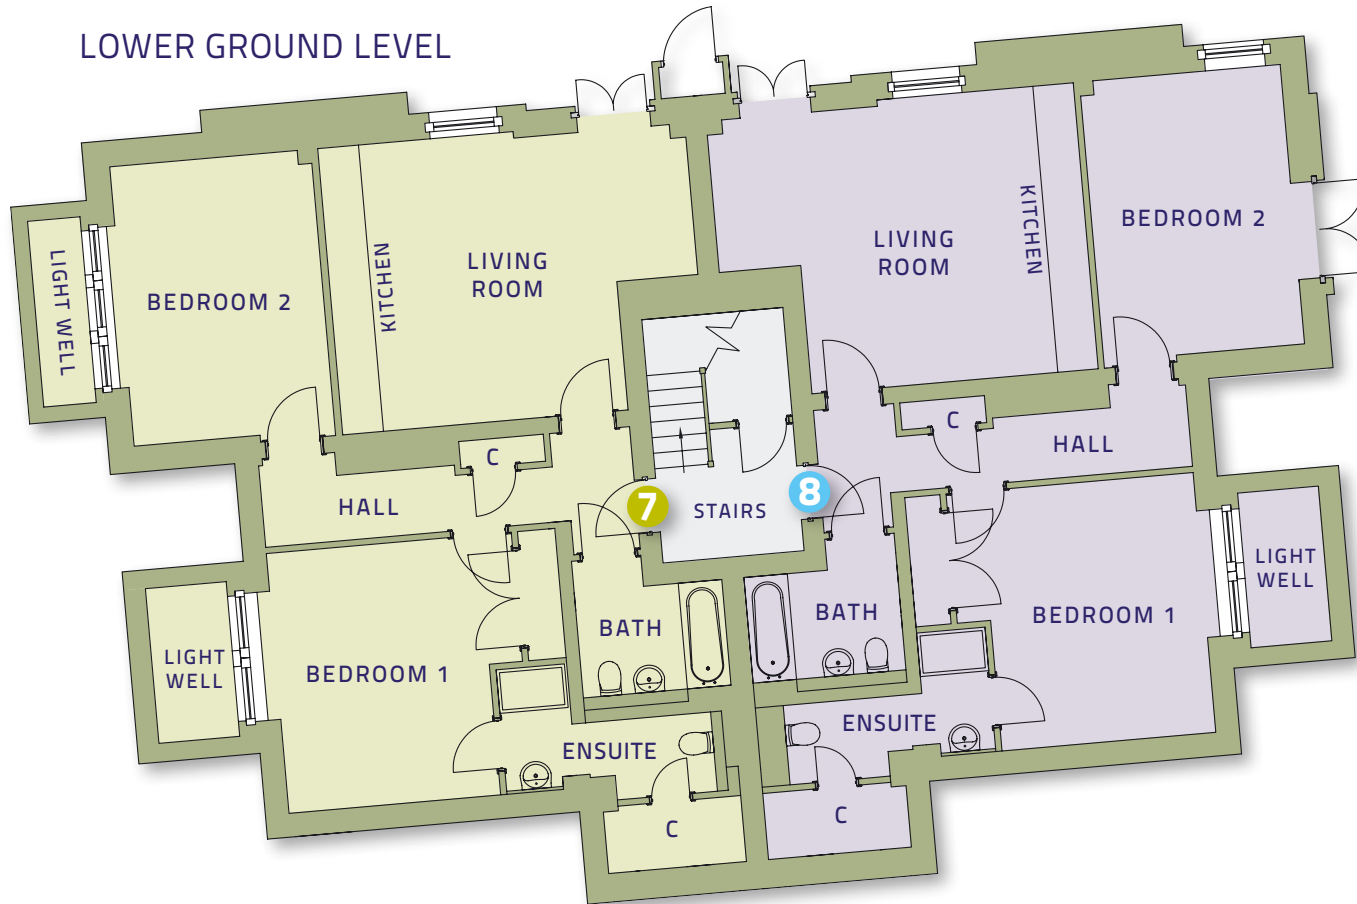 LOWER GROUND LEVEL
LIGHT WELL
BEDROOM 2
KITCHEN
LIVING
ROOM
LIVING
ROOM
KITCHEN
BEDROOM 2
C
HALL
7
STAIRS
8
C
HALL
LIGHT
WELL
BEDROOM 1
BATH
BATH
BEDROOM 1
LIGHT
WELL
ENSUITE
ENSUITE
C
C